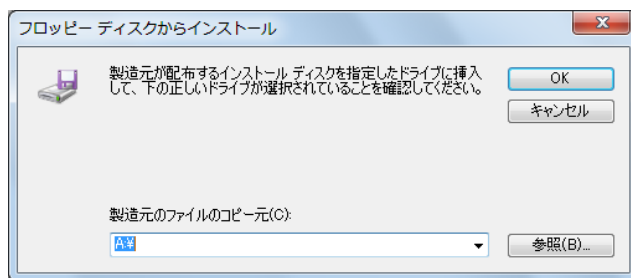 フロッピー ディスクからインストール
製造元が配布するインストール ディスクを指定したドライブに挿入
して、下の正しいドライブが選択されていることを確認してください。
OK
キャンセル
製造元のファイルのコピー元(C):
A:¥
参照(B)...